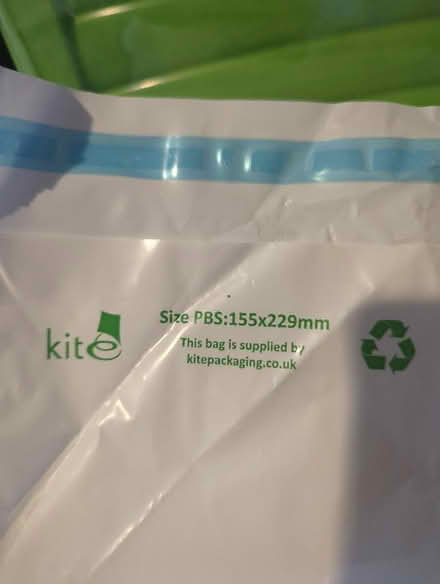 kite
Size PBS:155x229mm
This bag is supplied by
kitepackaging.co.uk